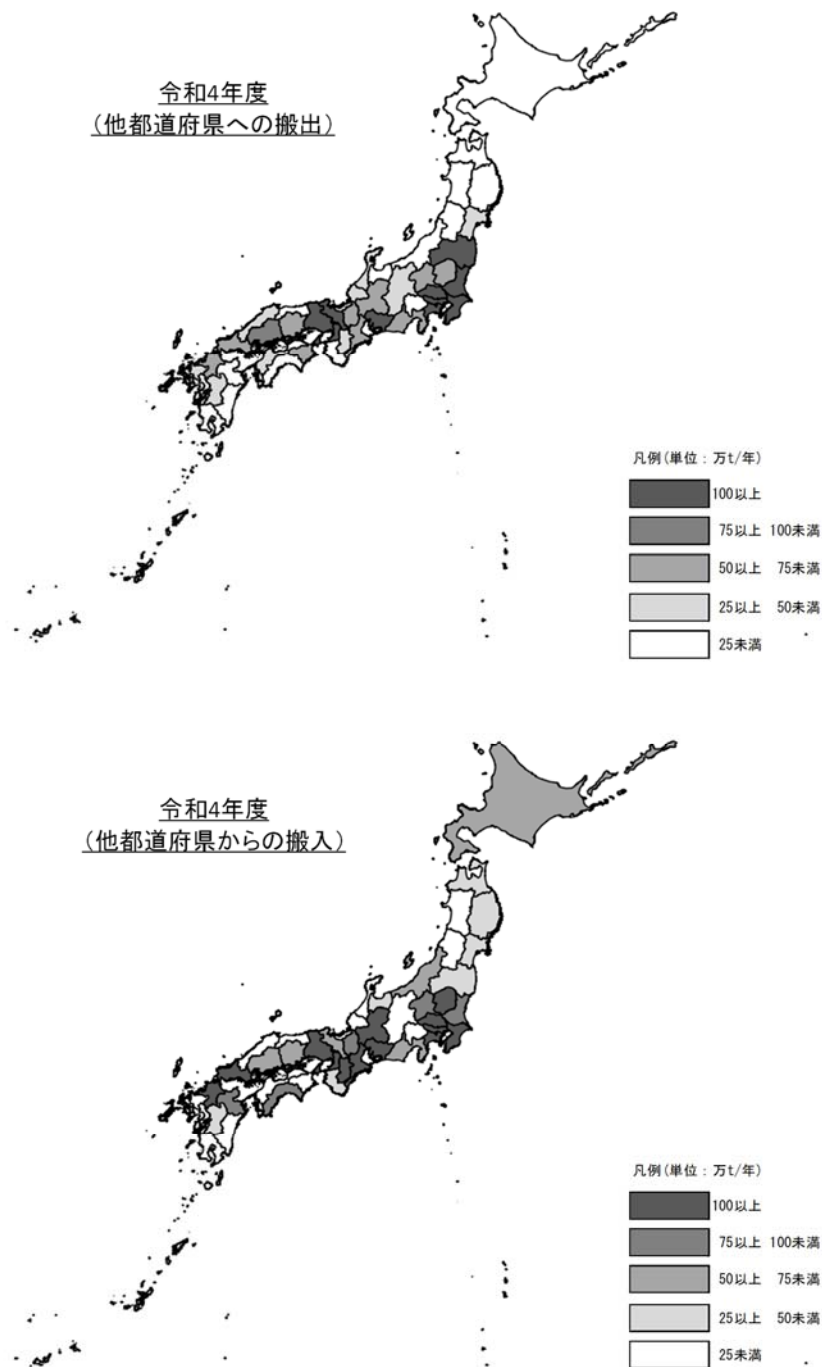 令和4年度
（他都道府県への搬出）
凡例(単位：万t/年)
100以上
75以上 100未満
50以上 75未満
25以上 50未満
25未満
令和4年度
（他都道府県からの搬入）
凡例(単位：万t/年)
100以上
75以上 100未満
50以上 75未満
25以上 50未満
25未満